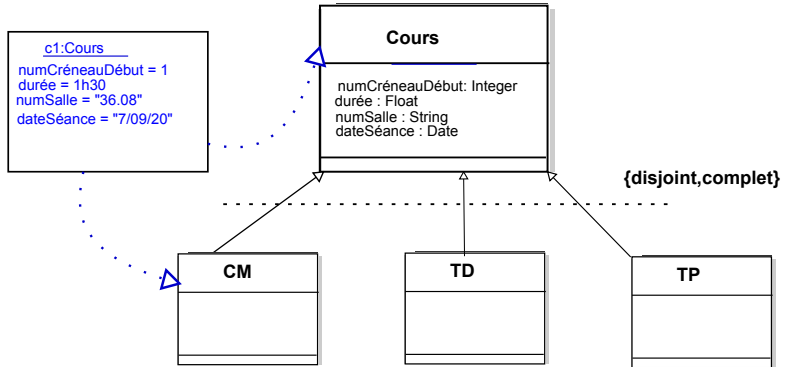 c1:Cours
numCréneauDébut = 1
durée = 1h30
numSalle = "36.08"
dateSéance = "7/09/20"
Cours
numCréneauDébut: Integer
durée : Float
numSalle : String
dateSéance : Date
{disjoint,complet}
CM
TD
TP